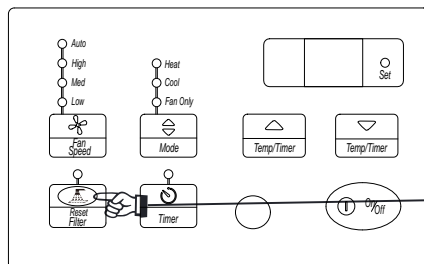 Auto
High
Med
Low
Heat
Cool
Fan Only
Set
Fan
Speed
Mode
Temp/Timer
Temp/Timer
Reset
Filter
Timer
On/Off